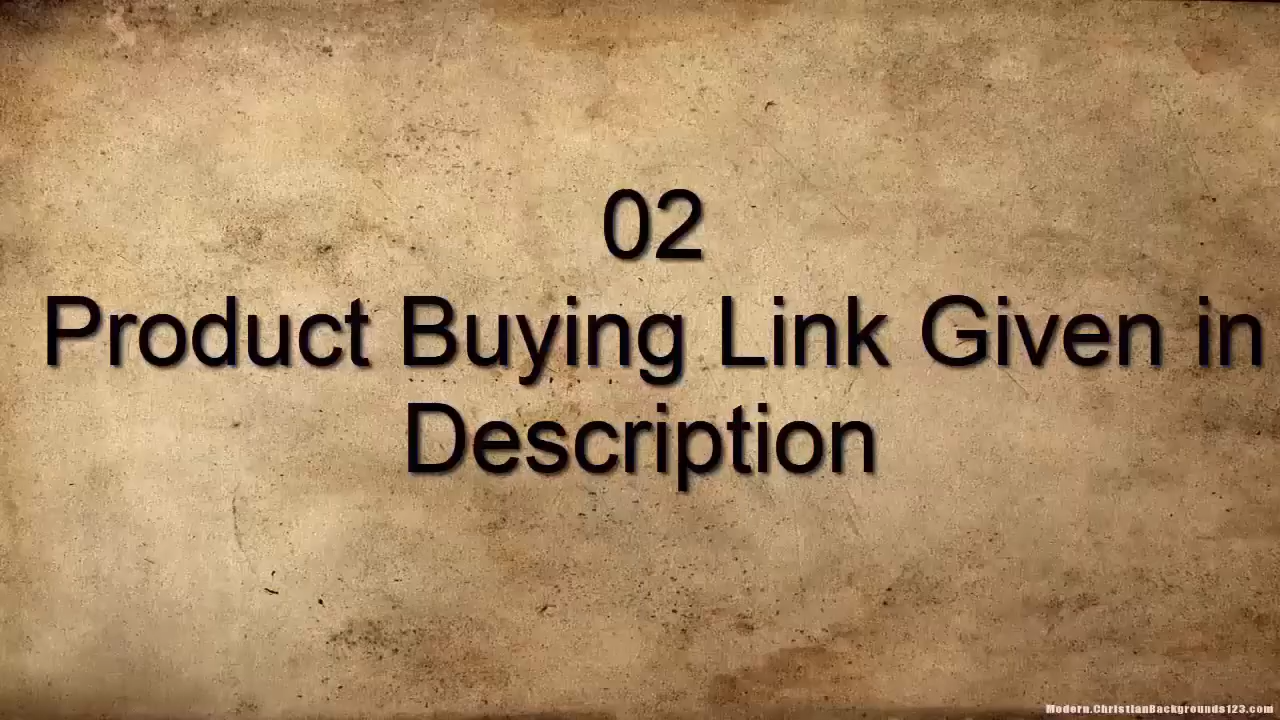 02
Product Buying Link Given in
Description
Modern.ChristianBackgrounds123.com